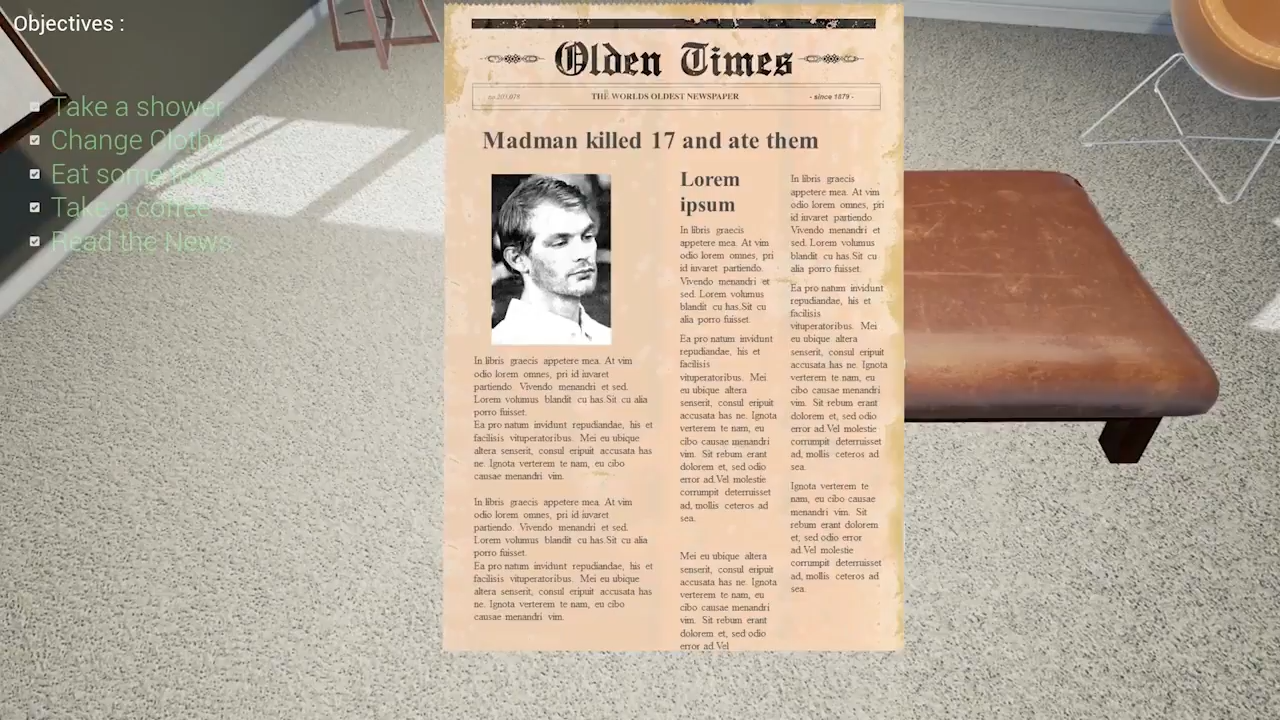 Objectives :
Take a shower
Change Cloths
Eat some
Take a coffee
Read the News
Olden Times
THE WORLDS OLDEST NEWSPAPER
- since 1879 -
Madman killed 17 and ate them
In libris graecis appetere mea. At vim
odio lorem omnes, pri id iuvaret
partiendo. Vivendo menandri et sed.
Lorem volumus blandit cu has.Sit cu alia
porro fuisset.
Ea pro natum invidunt repudiandae, his et
facilisis vituperatoribus. Mei eu ubique
altera senserit, consul eripuit accusata has
ne. Ignota verterem te nam, eu cibo
causae menandri vim.
In libris graecis appetere mea. At vim
odio lorem omnes, pri id iuvaret
partiendo. Vivendo menandri et sed.
Lorem volumus blandit cu has.Sit cu alia
porro fuisset.
Ea pro natum invidunt repudiandae, his et
facilisis vituperatoribus. Mei eu ubique
altera senserit, consul eripuit accusata has
ne. Ignota verterem te nam, eu cibo
causae menandri vim.
Lorem
ipsum
In libris graecis
appetere mea. At vim
odio lorem omnes, pri
id iuvaret partiendo.
Vivendo menandri et
sed. Lorem volumus
blandit cu has.Sit cu
alia porro fuisset.
Ea pro natum invidunt
repudiandae, his et
facilisis
vituperatoribus. Mei
eu ubique altera
senserit, consul eripuit
accusata has ne. Ignota
verterem te nam, eu
cibo causae menandri
vim. Sit rebum erant
dolorem et, sed odio
error ad.Vel molestie
corrumpit deterruisset
ad, mollis ceteros ad
sea.
Mei eu ubique altera
senserit, consul eripuit
accusata has ne. Ignota
verterem te nam, eu
cibo causae menandri
vim. Sit rebum erant
dolorem et, sed odio
error ad.Vel
In libris graecis
appetere mea. At vim
odio lorem omnes, pri
id iuvaret partiendo.
Vivendo menandri et
sed. Lorem volumus
blandit cu has.Sit cu
alia porro fuisset.
Ea pro natum invidunt
repudiandae, his et
facilisis
vituperatoribus. Mei
eu ubique altera
senserit, consul eripuit
accusata has ne. Ignota
verterem te nam, eu
cibo causae menandri
vim. Sit rebum erant
dolorem et, sed odio
error ad.Vel molestie
corrumpit deterruisset
ad, mollis ceteros ad
sea.
Ignota verterem te
nam, eu cibo causae
menandri vim. Sit
rebum erant dolorem
et, sed odio error
ad.Vel molestie
corrumpit deterruisset
ad, mollis ceteros ad
sea.